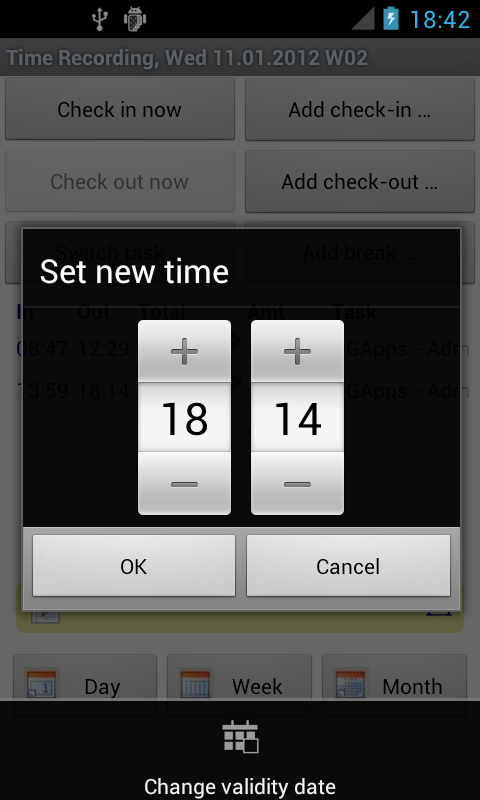 18:42
Time Recording, Wed 11.01.2012 W02
Check in now
Add check-in ...
Check out now
Add check-out ...
Switch task
Add break ...
Set new time
In Out Total Amt Task
08:47 12:29 GApps - Adm
13:59 18:14 GApps - Adm
18 14
OK
Cancel
Day
Week
Month
Change validity date